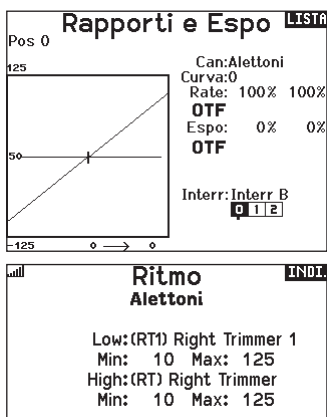 Rapporti e Espo LISTA
Pos 0
125
Can:Alettoni
Curva:0
Rate: 100% 100%
OTF
Espo: 0% 0%
OTF
50
Interr:Interr B
0 1 2
-125 0 → 0
Ritmo INDI.
Alettoni
Low:(RT1) Right Trimmer 1
Min: 10 Max: 125
High:(RT) Right Trimmer
Min: 10 Max: 125